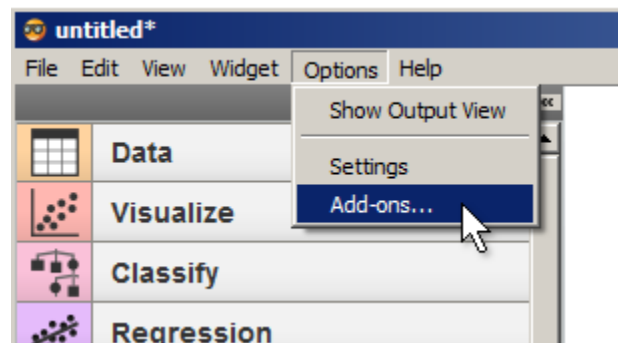 untitled*
File Edit View Widget Options Help
Show Output View
Settings
Add-ons...
Data
Visualize
Classify
Regression